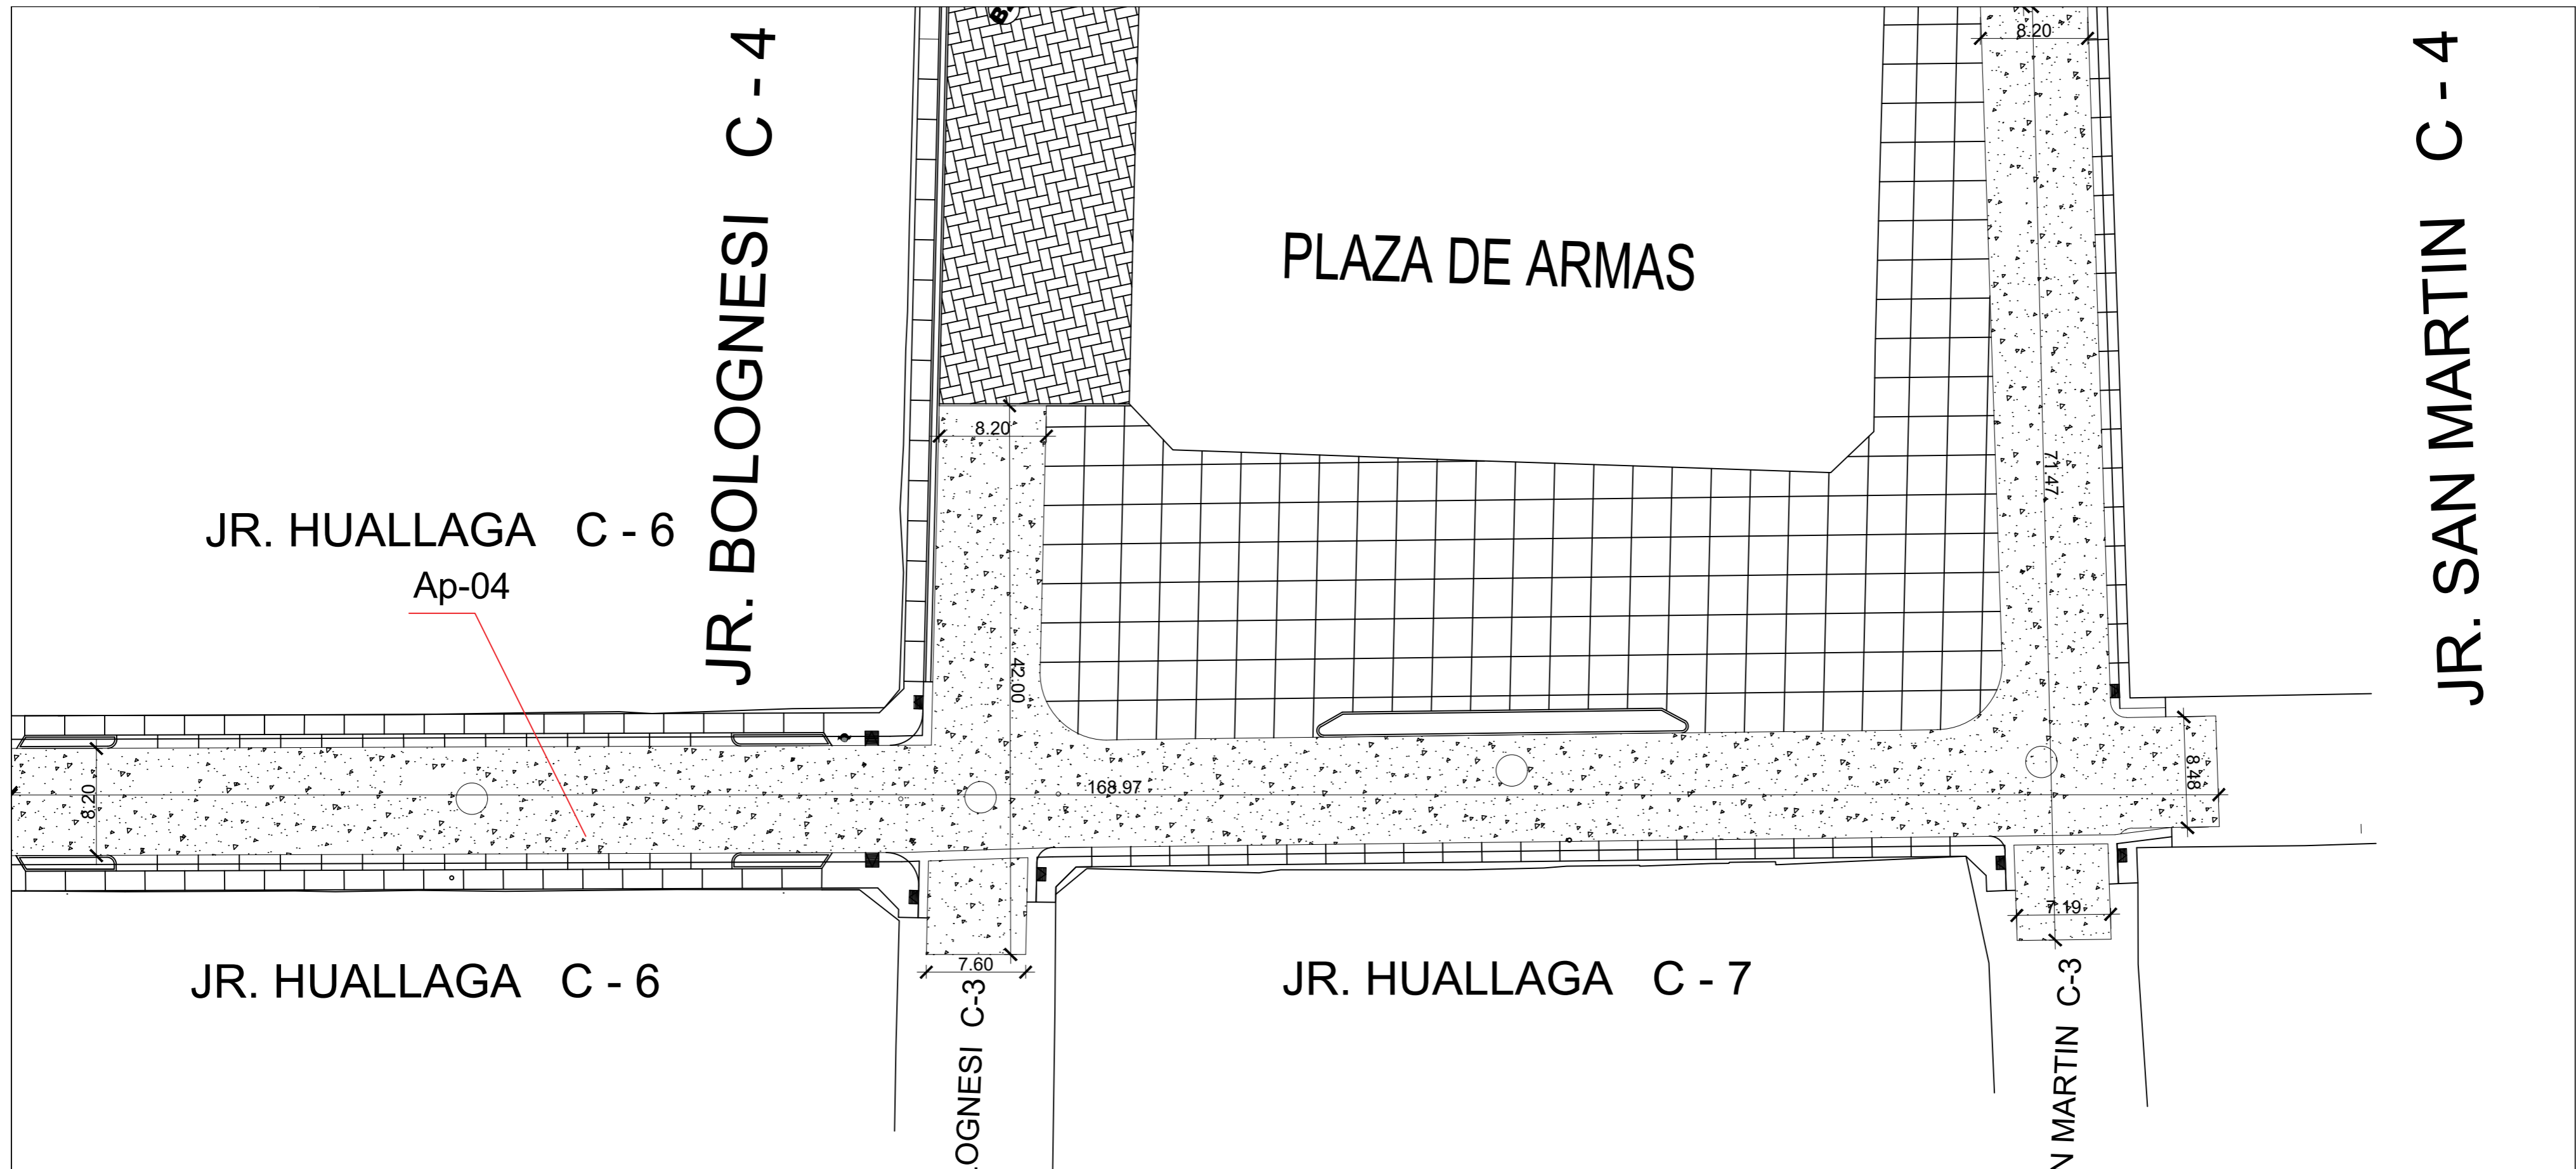 8.20
JR. BOLOGNESI C - 4
JR. SAN MARTIN C - 4
PLAZA DE ARMAS
8.20
71.47
JR. HUALLAGA C - 6
Ap-04
42.00
8.20
168.97
8.48
7.19
7.60
JR. HUALLAGA C - 6
JR. HUALLAGA C - 7
OGNESI C-3
MARTIN C-3